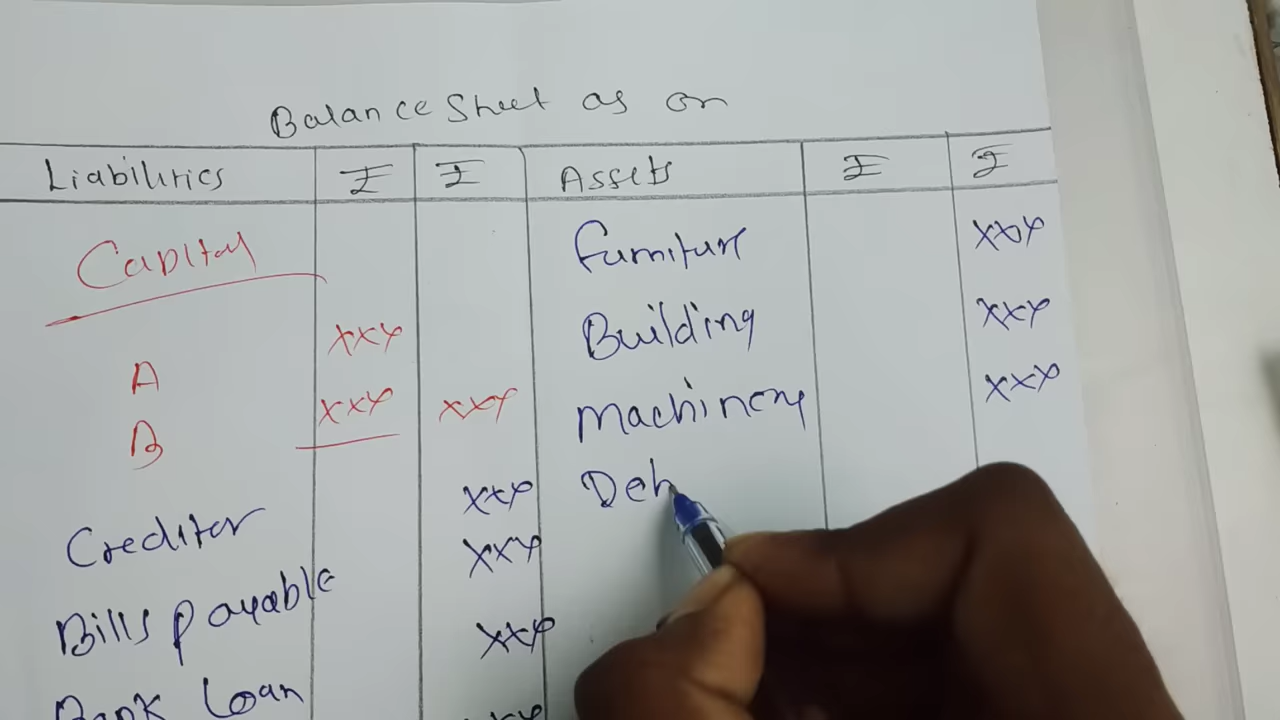 Balance Sheet as on
Liabilities ₹ ₹ Assets ₹ ₹
Capital Furniture xxx
A xxx Building xxx
B xxx xxx Machinery xxx
Creditor xxx Deb
Bills payable xxx
Bank Loan xxx
xxx